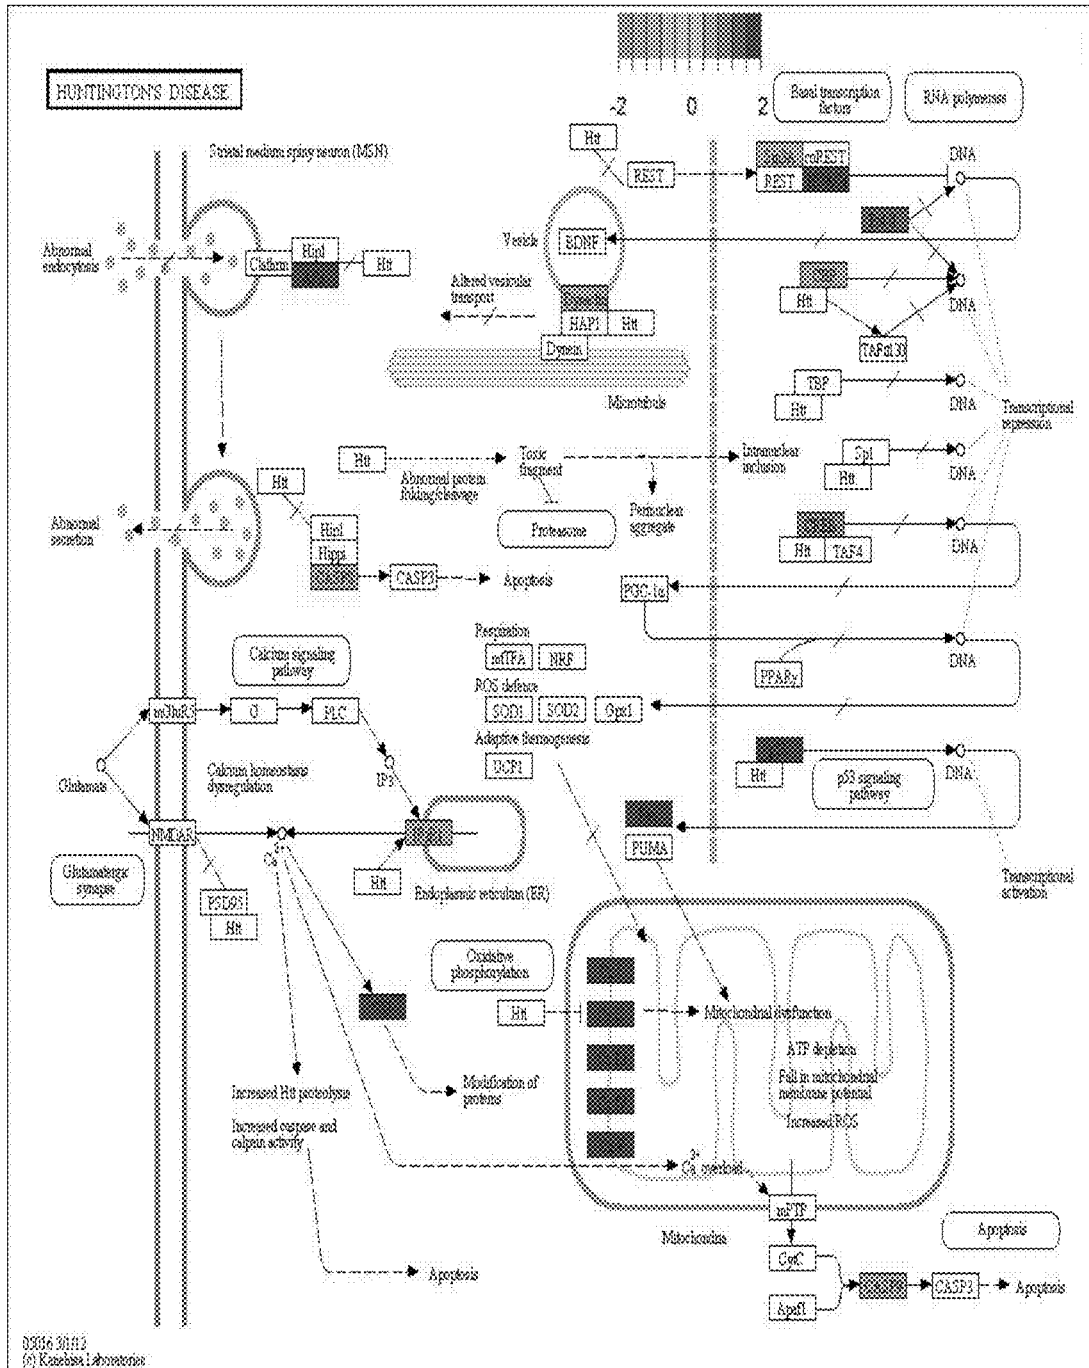 HUNTINGTON'S DISEASE
-2 0 2
Basal transcription
factors
RNA polymerase
Striatal medium spiny neuron (MSN)
Htt
REST
coREST
REST
DNA
Abnormal
endocytosis
Clathrin
Hip1
Htt
Vesicle
BDNF
Altered vesicular
transport
HAP1
Htt
Dynein
Microtubule
Htt
DNA
TAFII130
TBP
Htt
DNA
Transcriptional
repression
Sp1
Htt
DNA
Htt
Abnormal protein
folding/cleavage
Toxic
fragment
Intranuclear
inclusion
Perinuclear
aggregate
Proteasome
Abnormal
secretion
Htt
Hip1
Hippi
CASP3
Apoptosis
Htt
TAF4
DNA
PGC-1α
PPARγ
DNA
Respiration
mtTFA
NRF
ROS defence
SOD1
SOD2
Gpx1
Adaptive thermogenesis
UCP1
Calcium signaling
pathway
mGluR5
G
PLC
IP3
Glutamate
Calcium homeostasis
dysregulation
NMDAR
Htt
Endoplasmic reticulum (ER)
Glutamatergic
synapse
PSD95
Htt
Htt
DNA
p53 signaling
pathway
PUMA
Transcriptional
activation
Oxidative
phosphorylation
Htt
Mitochondrial dysfunction
ATP depletion
Fall in mitochondrial
membrane potential
Increased ROS
Increased Htt proteolysis
Increased caspase and
calpain activity
Modification of
proteins
Ca2+ overload
mPTP
Mitochondria
Apoptosis
CytC
Apaf1
CASP3
Apoptosis
Apoptosis
05016 3/1/12
(c) Kanehisa Laboratories